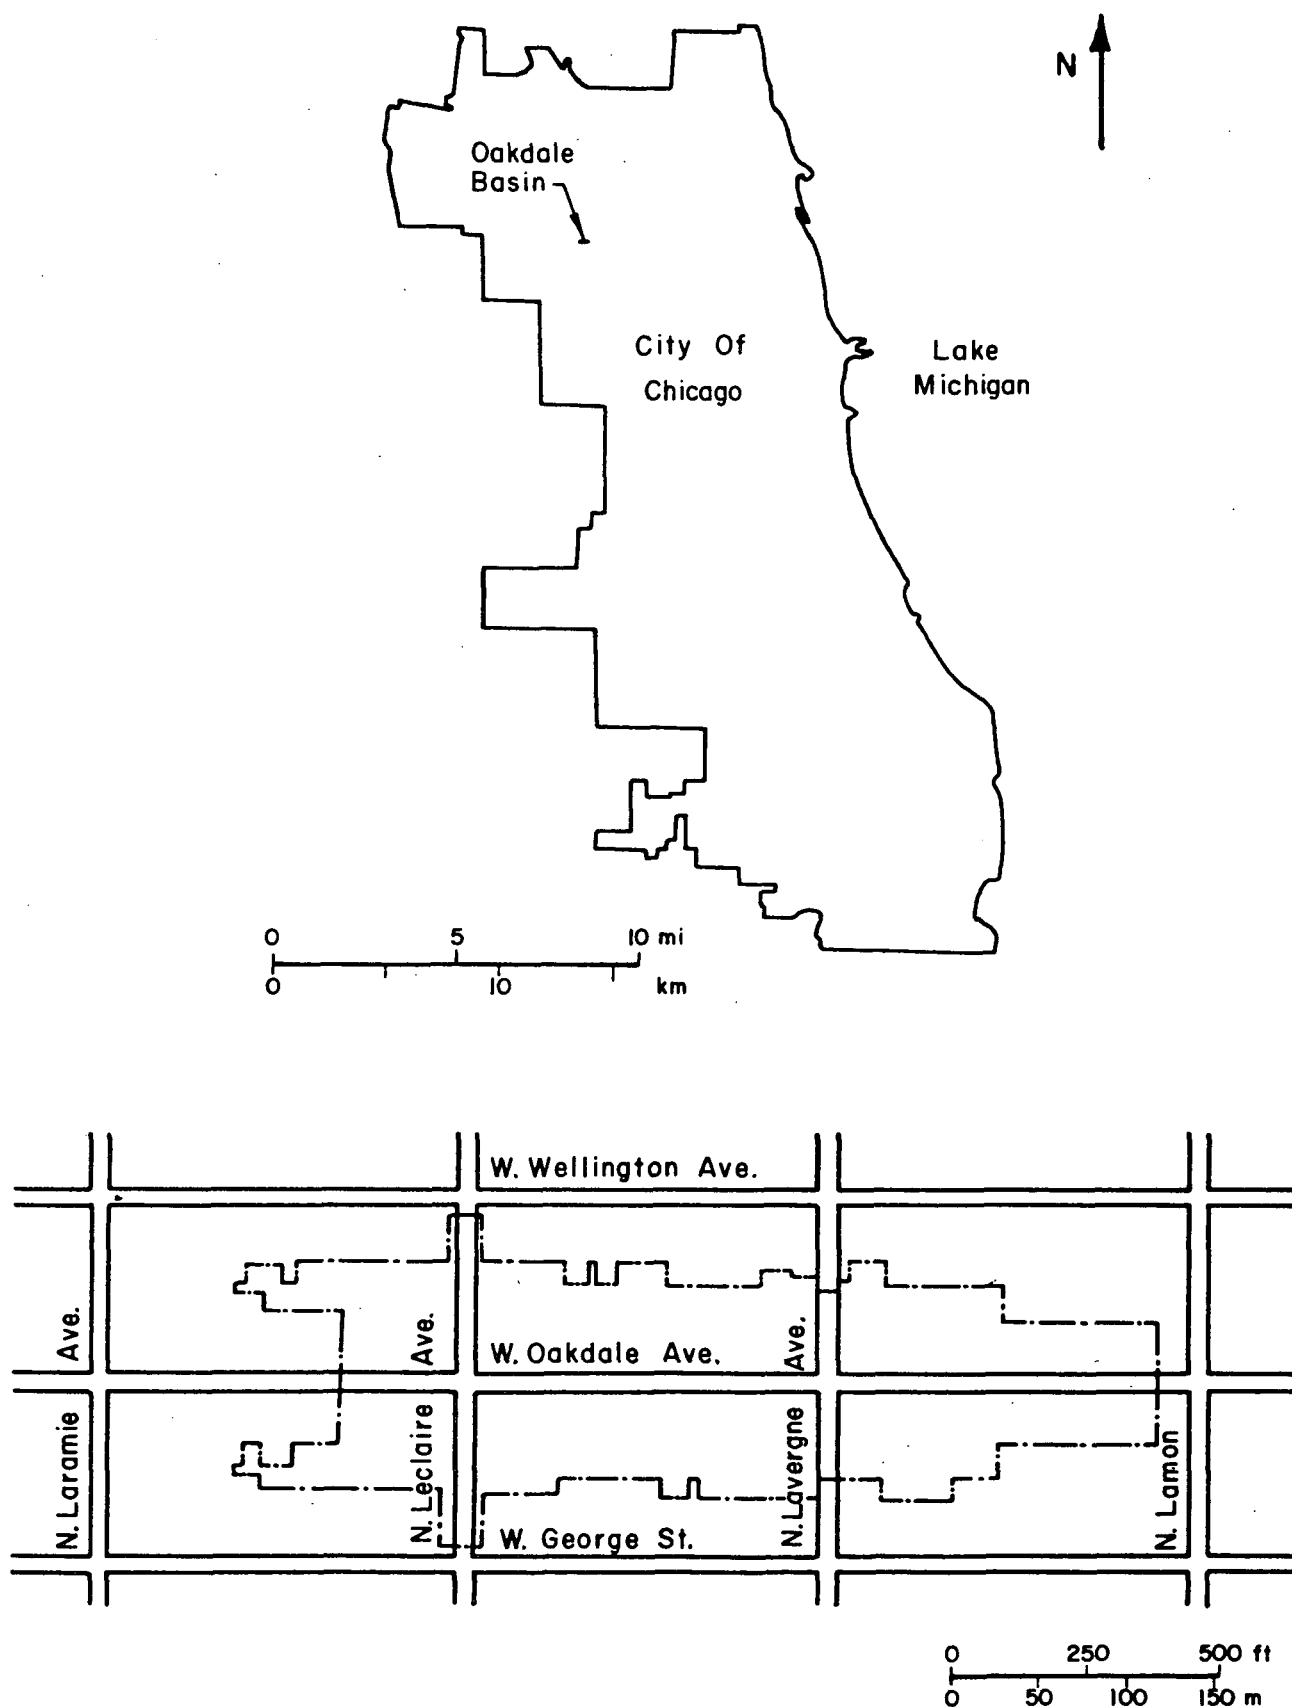 N
Oakdale
Basin
City Of
Chicago
Lake
Michigan
0 5 10 mi
0 10 km
W. Wellington Ave.
N. Laramie Ave.
N. Leclaire Ave.
W. Oakdale Ave.
N. Lavergne Ave.
N. Lamon
W. George St.
0 250 500 ft
0 50 100 150 m